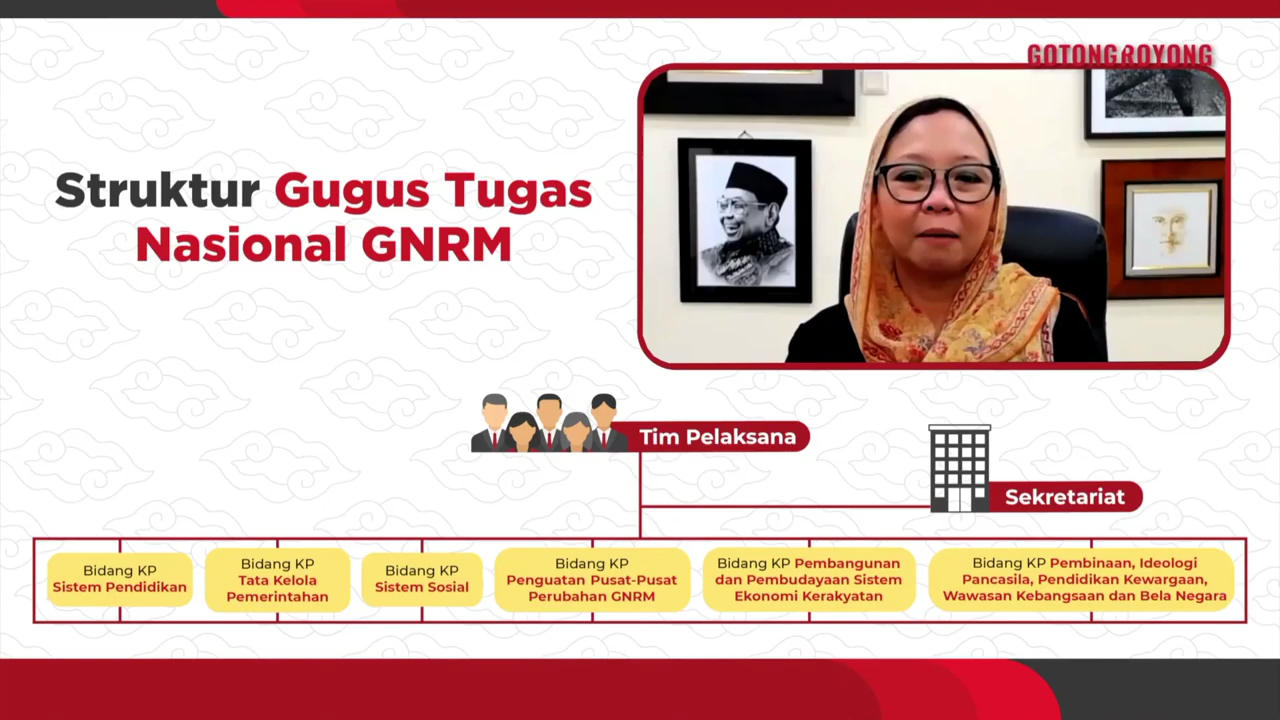 GOTONGROYONG
Struktur Gugus Tugas
Nasional GNRM
Tim Pelaksana
Sekretariat
Bidang KP
Sistem Pendidikan
Bidang KP
Tata Kelola
Pemerintahan
Bidang KP
Sistem Sosial
Bidang KP
Penguatan Pusat-Pusat
Perubahan GNRM
Bidang KP Pembangunan
dan Pembudayaan Sistem
Ekonomi Kerakyatan
Bidang KP Pembinaan, Ideologi
Pancasila, Pendidikan Kewargaan,
Wawasan Kebangsaan dan Bela Negara